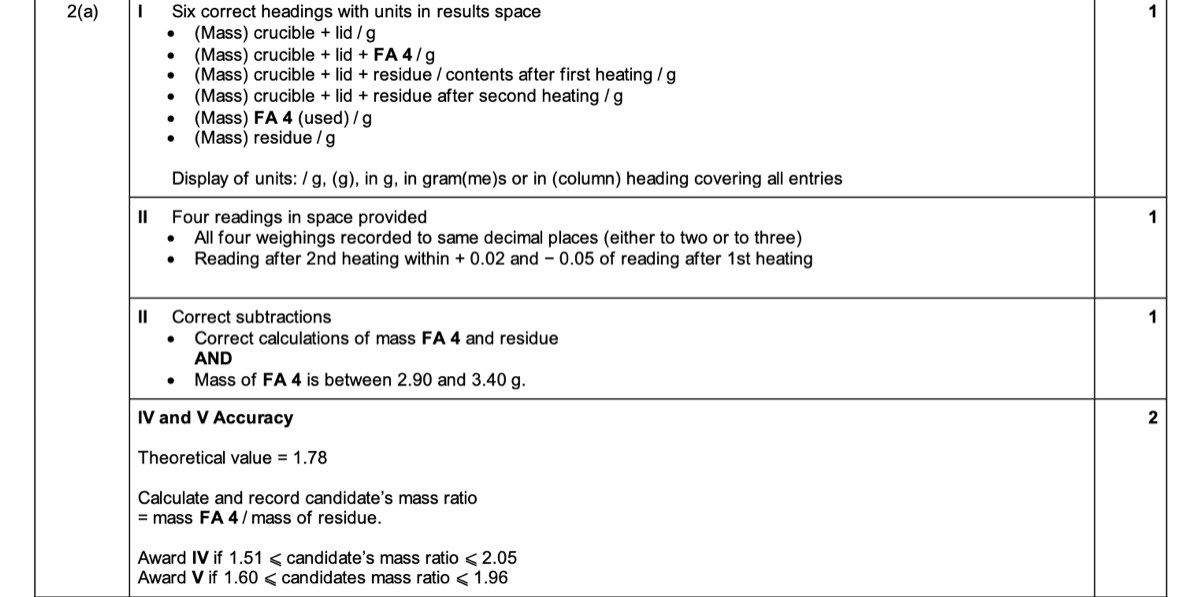 2(a) I Six correct headings with units in results space 1
• (Mass) crucible + lid / g
• (Mass) crucible + lid + FA 4 / g
• (Mass) crucible + lid + residue / contents after first heating / g
• (Mass) crucible + lid + residue after second heating / g
• (Mass) FA 4 (used) / g
• (Mass) residue / g
Display of units: / g, (g), in g, in gram(me)s or in (column) heading covering all entries
II Four readings in space provided 1
• All four weighings recorded to same decimal places (either to two or to three)
• Reading after 2nd heating within + 0.02 and − 0.05 of reading after 1st heating
II Correct subtractions 1
• Correct calculations of mass FA 4 and residue
AND
• Mass of FA 4 is between 2.90 and 3.40 g.
IV and V Accuracy 2
Theoretical value = 1.78
Calculate and record candidate's mass ratio
= mass FA 4 / mass of residue.
Award IV if 1.51 ⩽ candidate's mass ratio ⩽ 2.05
Award V if 1.60 ⩽ candidates mass ratio ⩽ 1.96